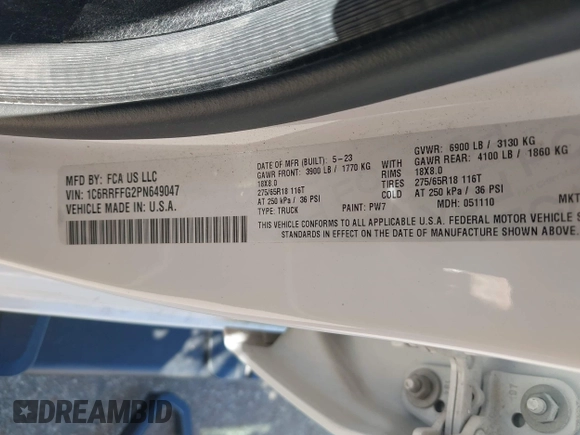 MFD BY: FCA US LLC
VIN: 1C6RRFFG2PN649047
VEHICLE MADE IN: U.S.A.
DATE OF MFR (BUILT): 5-23
GAWR FRONT: 3900 LB / 1770 KG
18X8.0
275/65R18 116T
AT 250 kPa / 36 PSI
TYPE: TRUCK
PAINT: PW7
WITH
RIMS
TIRES
COLD
GVWR: 6900 LB / 3130 KG
GAWR REAR: 4100 LB / 1860 KG
18X8.0
275/65R18 116T
AT 250 kPa / 36 PSI
MDH: 051110
MKT
THIS VEHICLE CONFORMS TO ALL APPLICABLE U.S.A. FEDERAL MOTOR VEHICLE S
STANDARDS IN EFFECT ON THE DATE OF MANUFACTURE SHOWN ABOVE.
DREAMBID